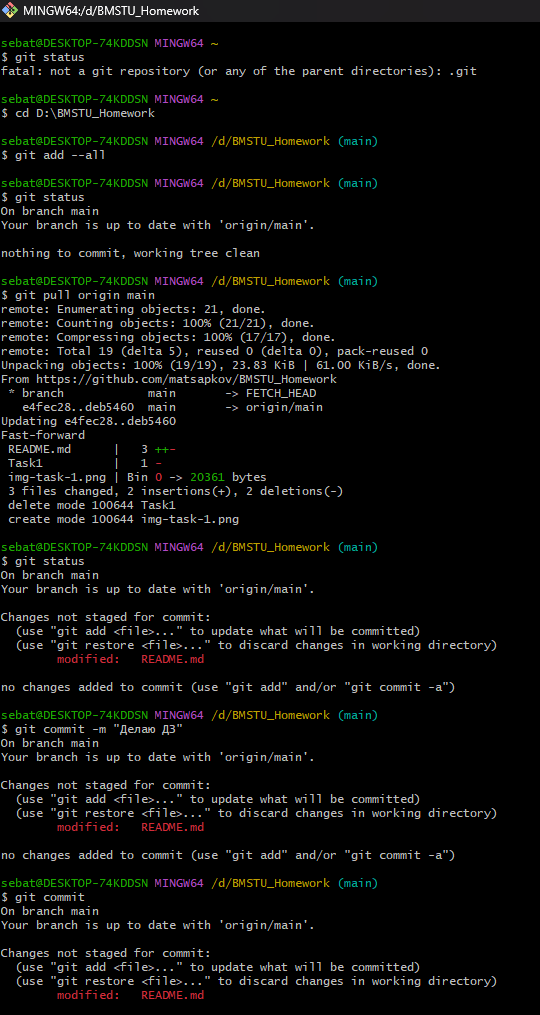 MINGW64:/d/BMSTU_Homework
sebat@DESKTOP-74KDDSN MINGW64 ~
$ git status
fatal: not a git repository (or any of the parent directories): .git
sebat@DESKTOP-74KDDSN MINGW64 ~
$ cd D:\BMSTU_Homework
sebat@DESKTOP-74KDDSN MINGW64 /d/BMSTU_Homework (main)
$ git add --all
sebat@DESKTOP-74KDDSN MINGW64 /d/BMSTU_Homework (main)
$ git status
On branch main
Your branch is up to date with 'origin/main'.
nothing to commit, working tree clean
sebat@DESKTOP-74KDDSN MINGW64 /d/BMSTU_Homework (main)
$ git pull origin main
remote: Enumerating objects: 21, done.
remote: Counting objects: 100% (21/21), done.
remote: Compressing objects: 100% (17/17), done.
remote: Total 19 (delta 5), reused 0 (delta 0), pack-reused 0
Unpacking objects: 100% (19/19), 23.83 KiB | 61.00 KiB/s, done.
From https://github.com/matsapkov/BMSTU_Homework
 * branch            main       -> FETCH_HEAD
   e4fec28..deb5460  main       -> origin/main
Updating e4fec28..deb5460
Fast-forward
 README.md      |   3 ++-
 Task1          |   1 -
 img-task-1.png | Bin 0 -> 20361 bytes
 3 files changed, 2 insertions(+), 2 deletions(-)
 delete mode 100644 Task1
 create mode 100644 img-task-1.png
sebat@DESKTOP-74KDDSN MINGW64 /d/BMSTU_Homework (main)
$ git status
On branch main
Your branch is up to date with 'origin/main'.
Changes not staged for commit:
  (use "git add <file>..." to update what will be committed)
  (use "git restore <file>..." to discard changes in working directory)
        modified:   README.md
no changes added to commit (use "git add" and/or "git commit -a")
sebat@DESKTOP-74KDDSN MINGW64 /d/BMSTU_Homework (main)
$ git commit -m "Делаю ДЗ"
On branch main
Your branch is up to date with 'origin/main'.
Changes not staged for commit:
  (use "git add <file>..." to update what will be committed)
  (use "git restore <file>..." to discard changes in working directory)
        modified:   README.md
no changes added to commit (use "git add" and/or "git commit -a")
sebat@DESKTOP-74KDDSN MINGW64 /d/BMSTU_Homework (main)
$ git commit
On branch main
Your branch is up to date with 'origin/main'.
Changes not staged for commit:
  (use "git add <file>..." to update what will be committed)
  (use "git restore <file>..." to discard changes in working directory)
        modified:   README.md